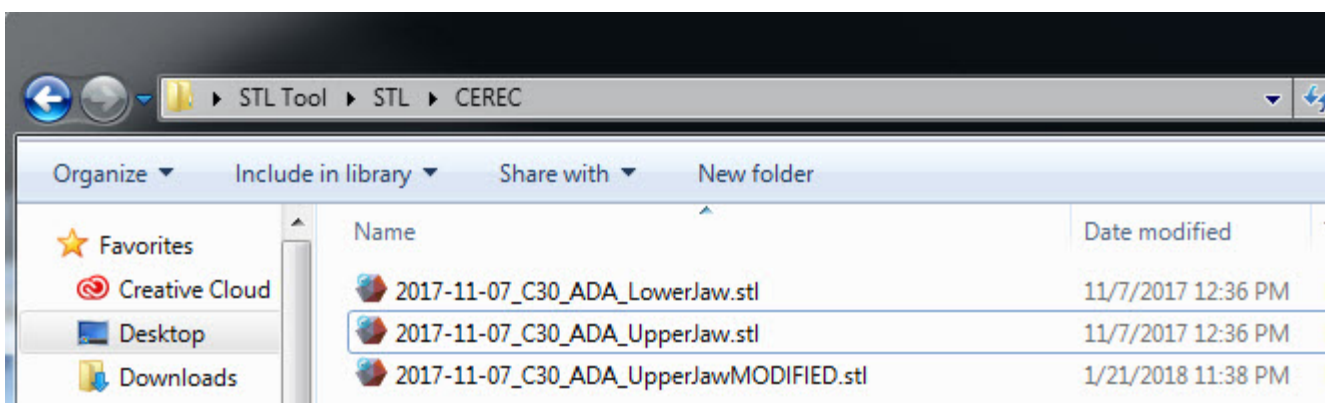 STL Tool STL CEREC
Organize Include in library Share with New folder
Favorites
Creative Cloud
Desktop
Downloads
Name Date modified
2017-11-07_C30_ADA_LowerJaw.stl 11/7/2017 12:36 PM
2017-11-07_C30_ADA_UpperJaw.stl 11/7/2017 12:36 PM
2017-11-07_C30_ADA_UpperJawMODIFIED.stl 1/21/2018 11:38 PM